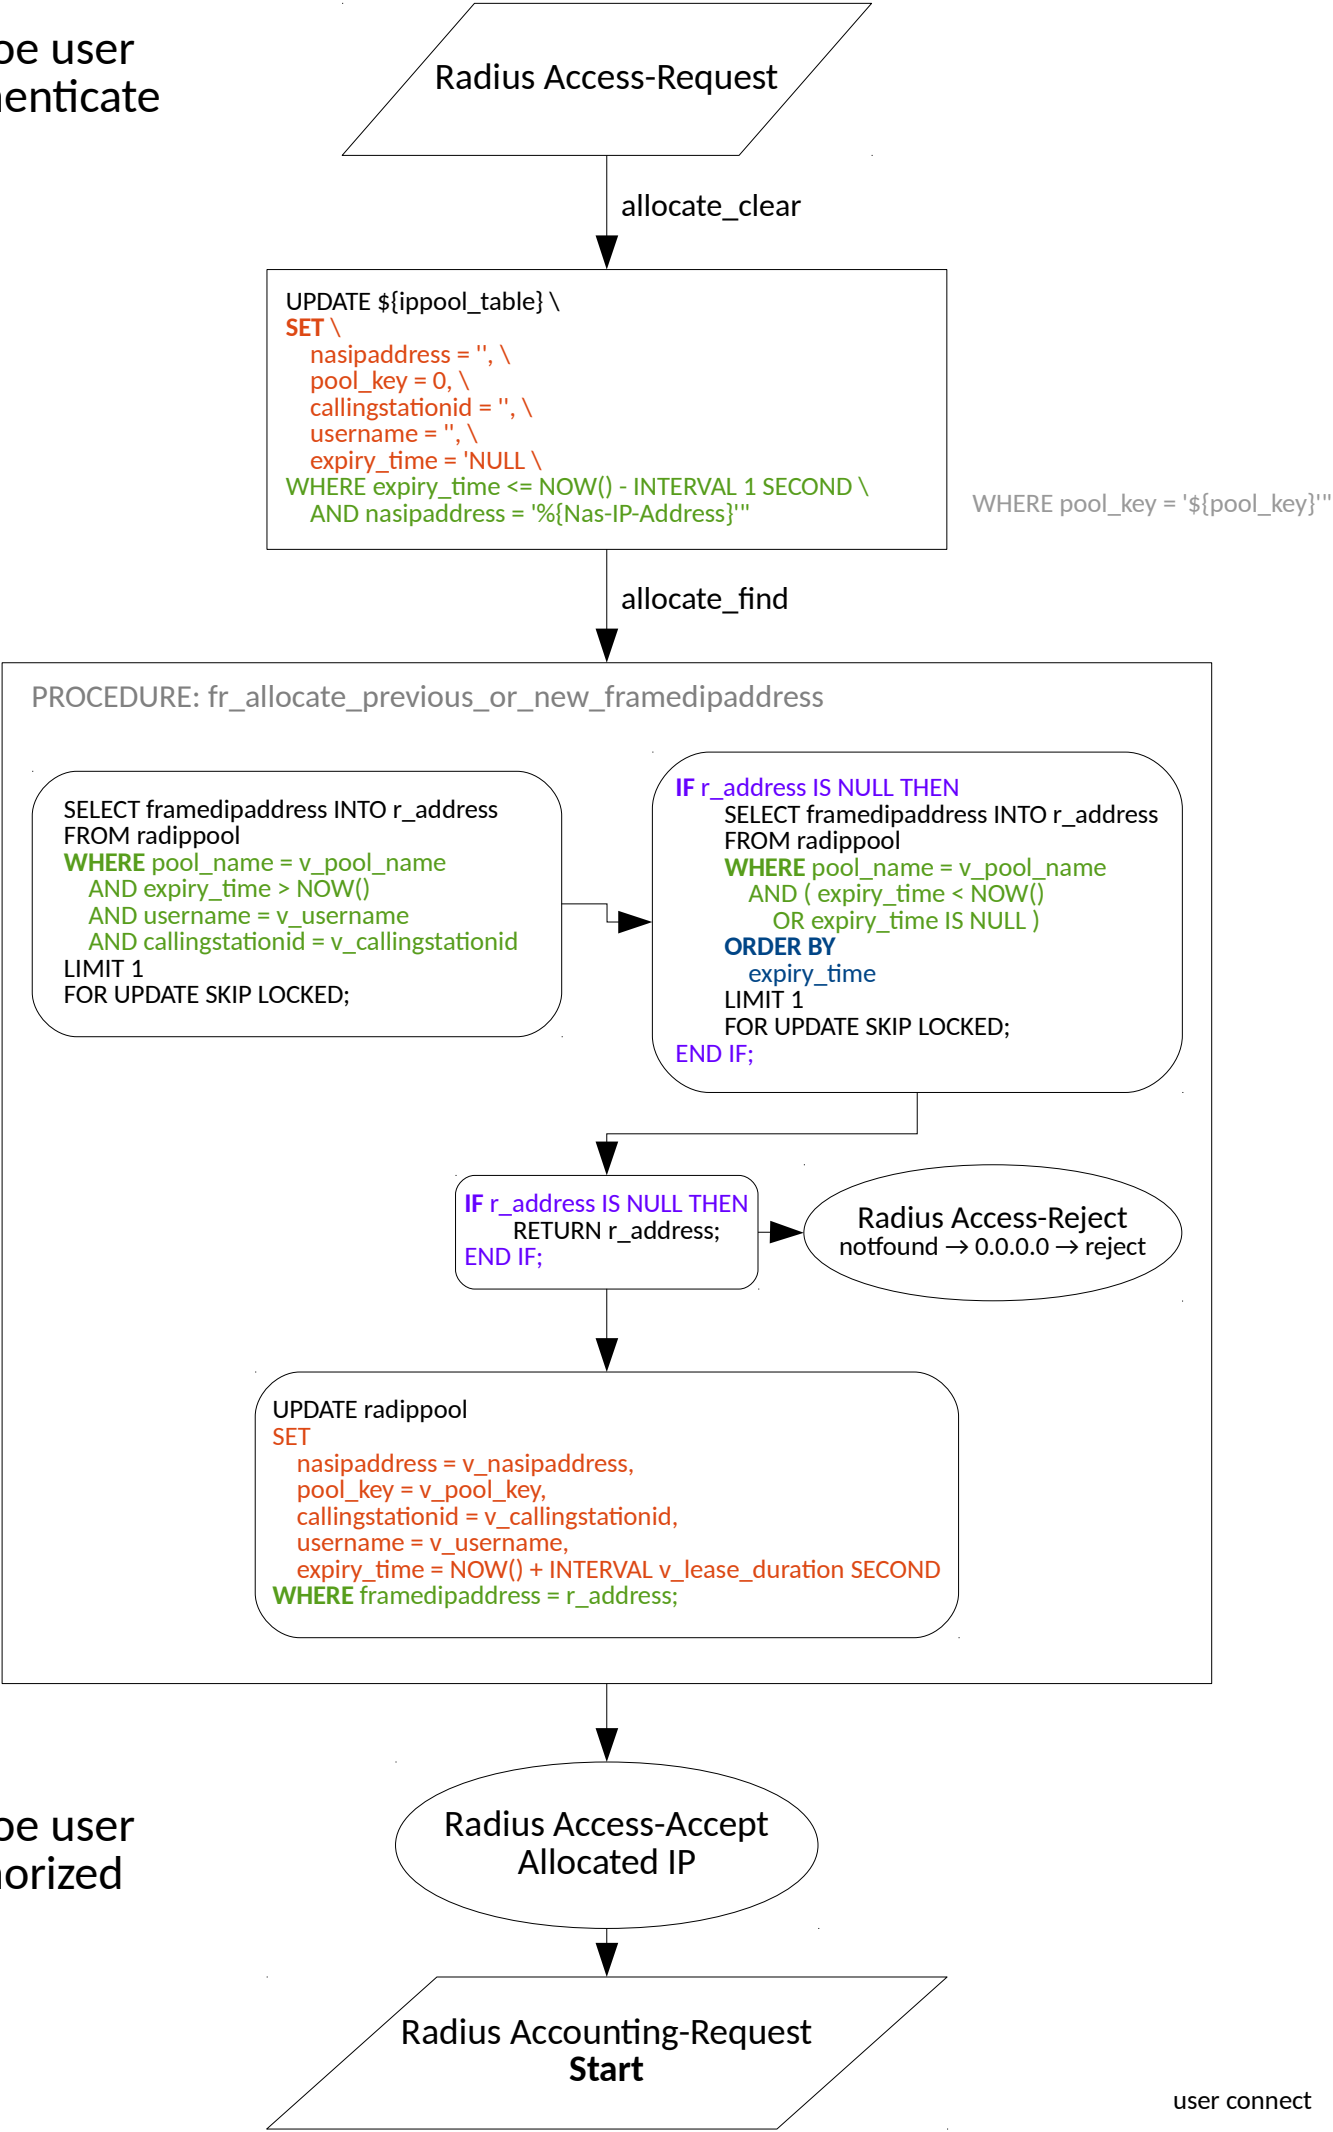 oe user
enticate
Radius Access-Request
allocate_clear
UPDATE ${ippool_table} \
SET \
nasipaddress = '', \
pool_key = 0, \
callingstationid = '', \
username = '', \
expiry_time = 'NULL \
WHERE expiry_time <= NOW() - INTERVAL 1 SECOND \
AND nasipaddress = '%{Nas-IP-Address}'"
WHERE pool_key = '${pool_key}'"
allocate_find
PROCEDURE: fr_allocate_previous_or_new_framedipaddress
SELECT framedipaddress INTO r_address
FROM radippool
WHERE pool_name = v_pool_name
AND expiry_time > NOW()
AND username = v_username
AND callingstationid = v_callingstationid
LIMIT 1
FOR UPDATE SKIP LOCKED;
IF r_address IS NULL THEN
SELECT framedipaddress INTO r_address
FROM radippool
WHERE pool_name = v_pool_name
AND ( expiry_time < NOW()
OR expiry_time IS NULL )
ORDER BY
expiry_time
LIMIT 1
FOR UPDATE SKIP LOCKED;
END IF;
IF r_address IS NULL THEN
RETURN r_address;
END IF;
Radius Access-Reject
notfound → 0.0.0.0 → reject
UPDATE radippool
SET
nasipaddress = v_nasipaddress,
pool_key = v_pool_key,
callingstationid = v_callingstationid,
username = v_username,
expiry_time = NOW() + INTERVAL v_lease_duration SECOND
WHERE framedipaddress = r_address;
oe user
orized
Radius Access-Accept
Allocated IP
Radius Accounting-Request
Start
user connect